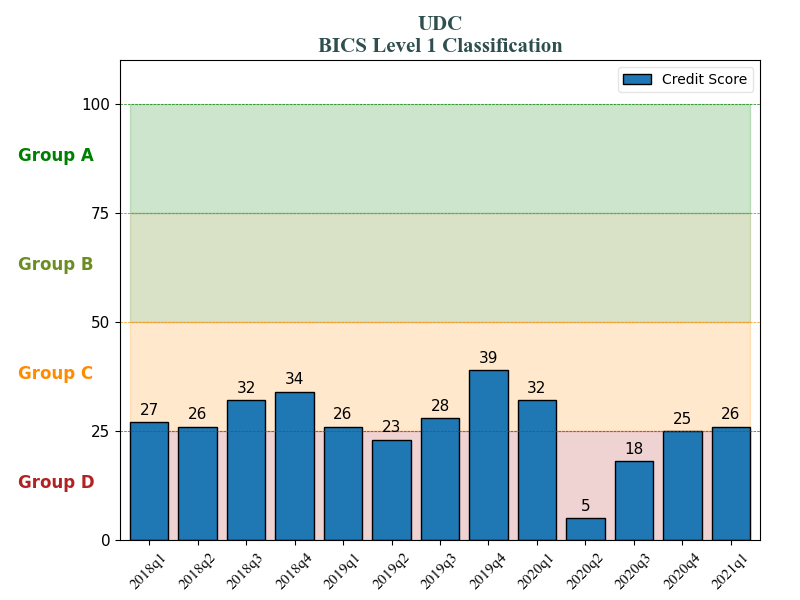 UDC
BICS Level 1 Classification
Credit Score
100
Group A
75
Group B
50
Group C
25
Group D
0
27 26 32 34 26 23 28 39 32 5 18 25 26
2018q1 2018q2 2018q3 2018q4 2019q1 2019q2 2019q3 2019q4 2020q1 2020q2 2020q3 2020q4 2021q1